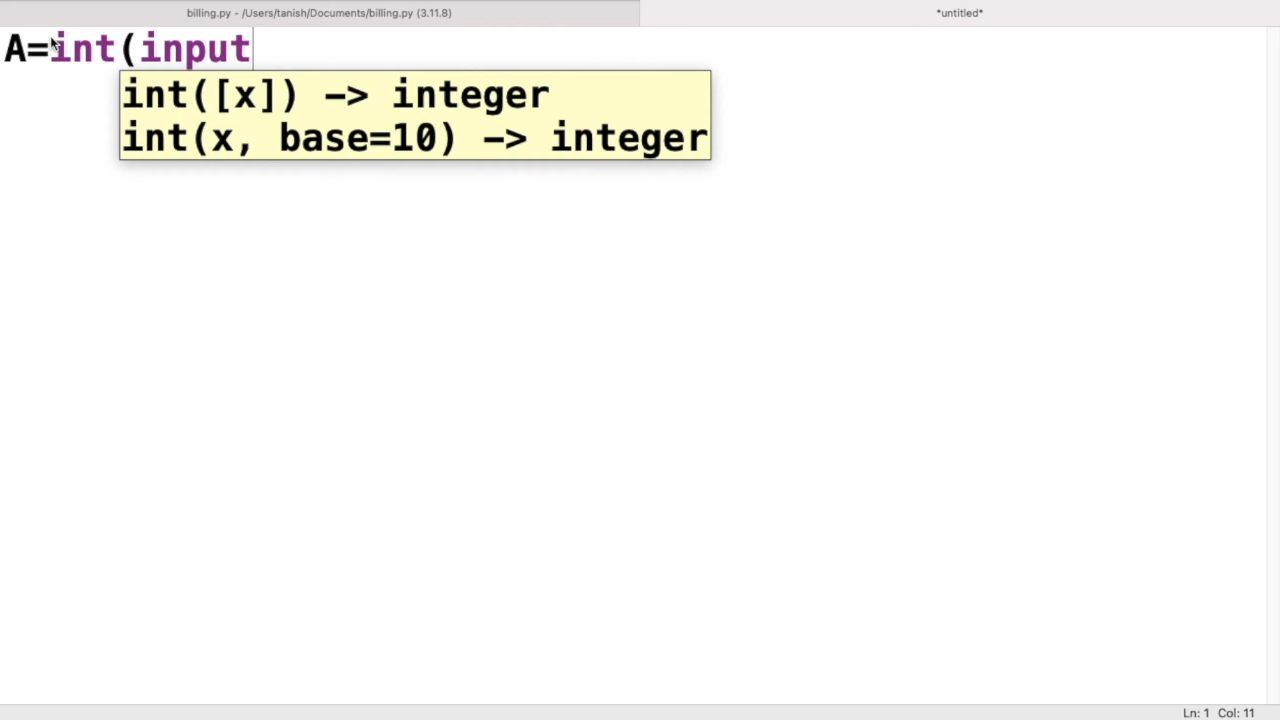 billing.py - /Users/tanish/Documents/billing.py (3.11.8)
*untitled*
A=int(input
int([x]) -> integer
int(x, base=10) -> integer
Ln: 1 Col: 11